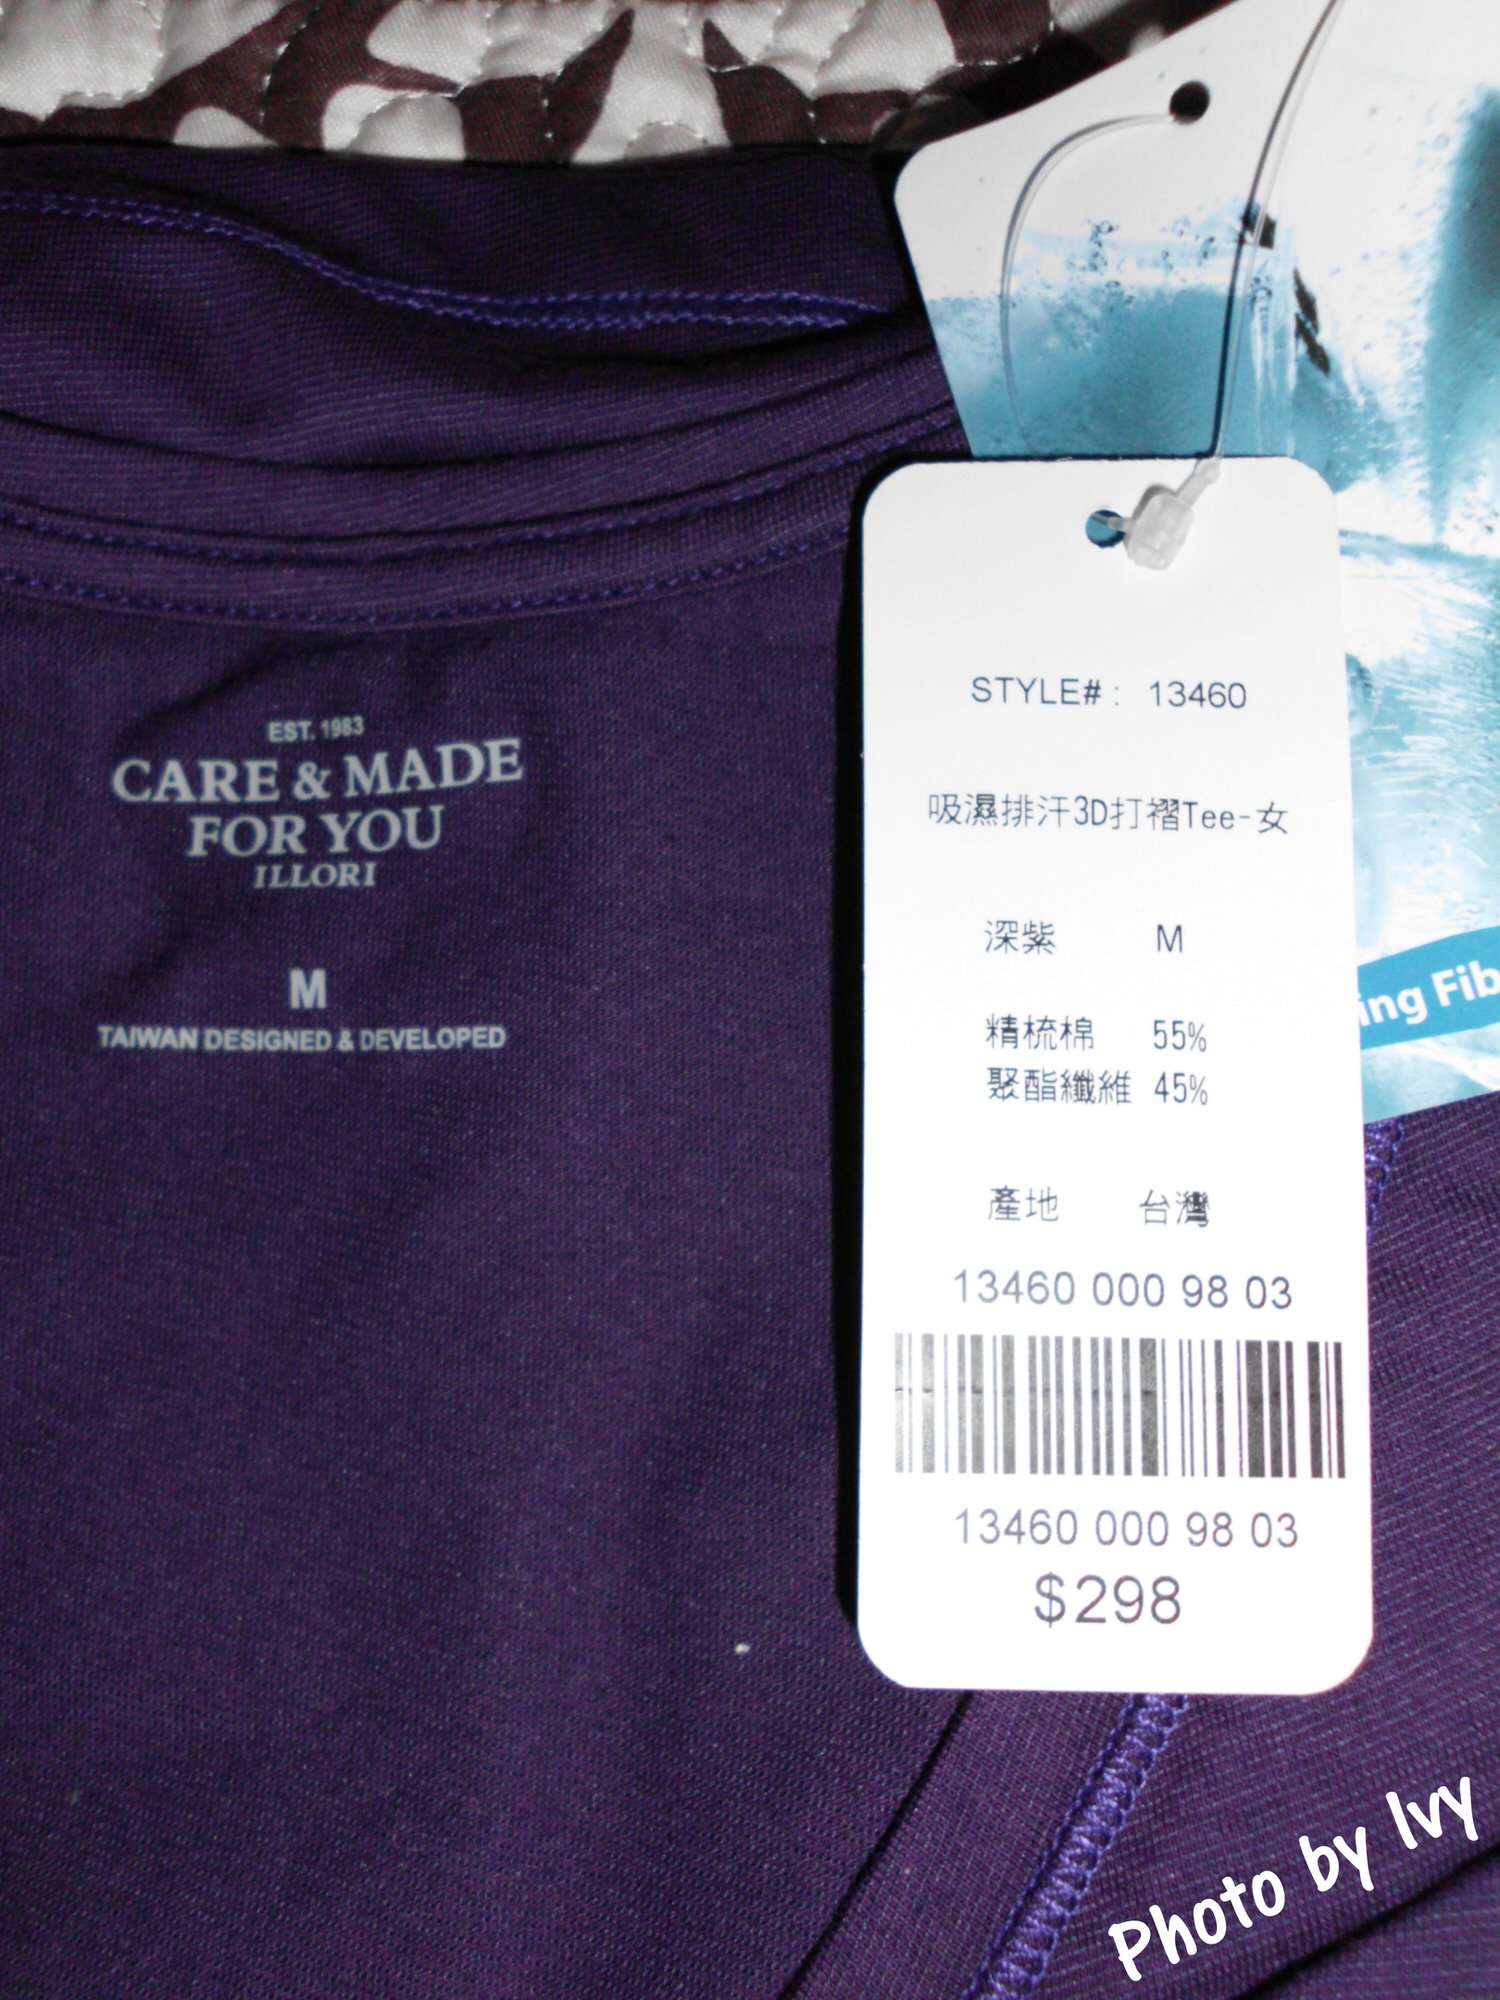 EST. 1983
CARE & MADE
FOR YOU
ILLORI
M
TAIWAN DESIGNED & DEVELOPED
STYLE# : 13460
吸濕排汗3D打褶Tee-女
深紫 M
精梳棉 55%
聚酯纖維 45%
產地 台灣
13460 000 98 03
13460 000 98 03
$298
ing Fib
Photo by Ivy